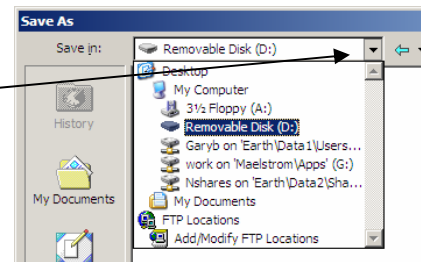 Save As
Save in: Removable Disk (D:)
Desktop
My Computer
3½ Floppy (A:)
Removable Disk (D:)
Garyb on 'Earth\Data1\Users...
work on 'Maelstrom\Apps' (G:)
Nshares on 'Earth\Data2\Sha...
My Documents
FTP Locations
Add/Modify FTP Locations
History
My Documents